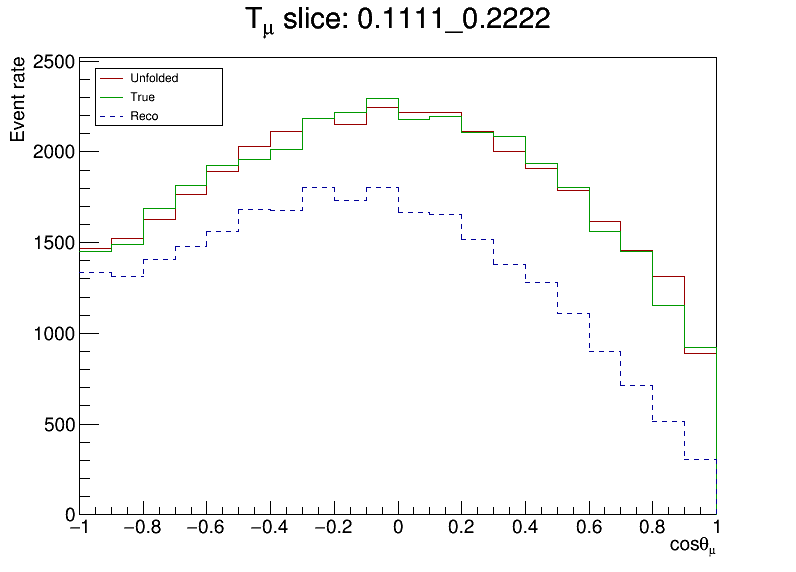 Tμ slice: 0.1111_0.2222
Event rate
2500
2000
1500
1000
500
0
Unfolded
True
Reco
−1 −0.8 −0.6 −0.4 −0.2 0 0.2 0.4 0.6 0.8 1
cosθμ